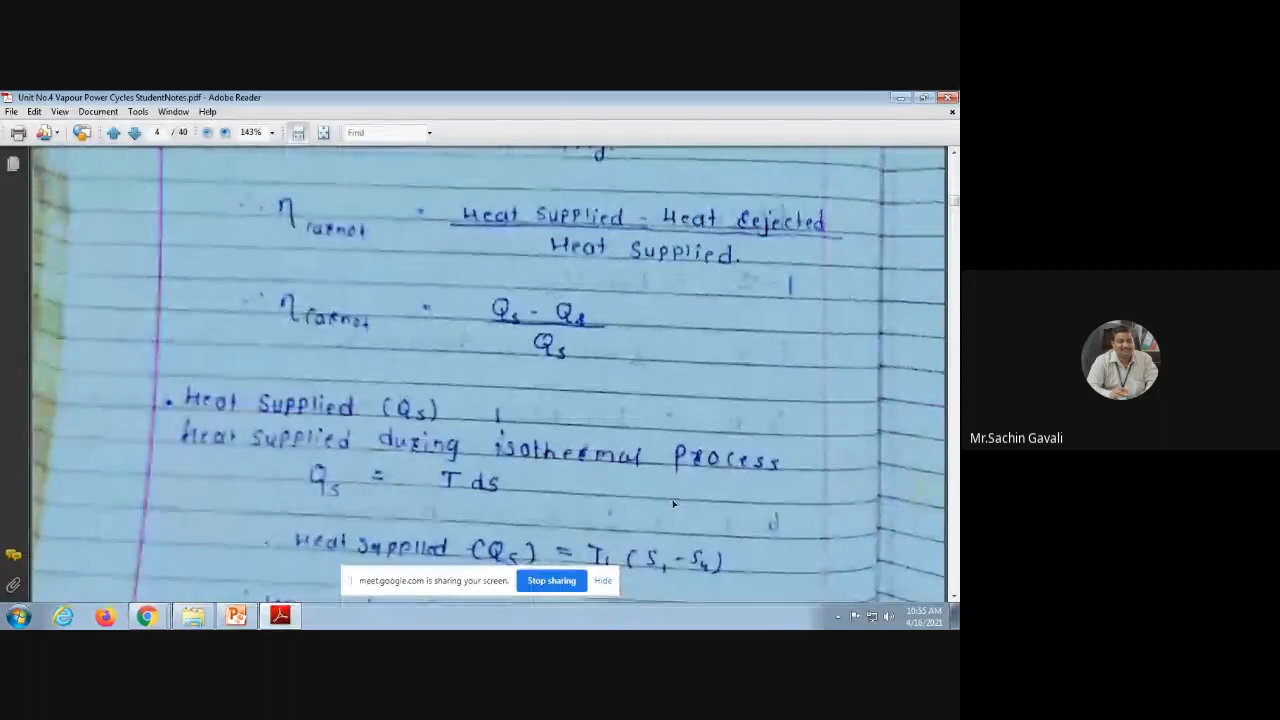 Unit No.4 Vapour Power Cycles StudentNotes.pdf - Adobe Reader
File Edit View Document Tools Window Help
4 / 40 143% Find
∴ η carnot = Heat Supplied - Heat Rejected
Heat Supplied.
∴ η carnot = Qs - QR
Qs
. Heat Supplied (Qs)
Heat Supplied during isothermal process
Qs = T ds
Heat Supplied (Qs) = T1 (S1 - S4)
meet.google.com is sharing your screen. Stop sharing Hide
10:55 AM
4/16/2021
Mr.Sachin Gavali